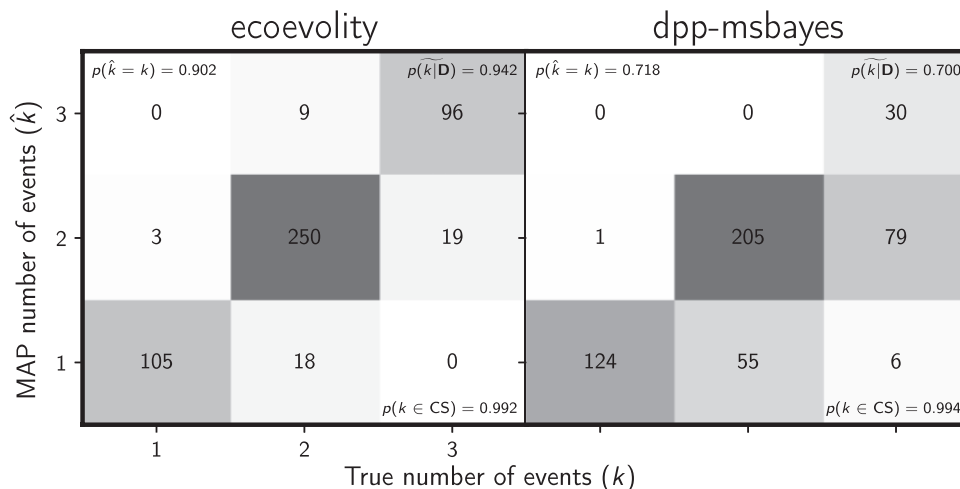 ecoevolity
dpp-msbayes
p(k̂ = k) = 0.902
p(k|D) = 0.942
p(k̂ = k) = 0.718
p(k|D) = 0.700
MAP number of events (k̂)
3
0
9
96
0
0
30
2
3
250
19
1
205
79
1
105
18
0
124
55
6
p(k ∈ CS) = 0.992
p(k ∈ CS) = 0.994
1
2
3
True number of events (k)